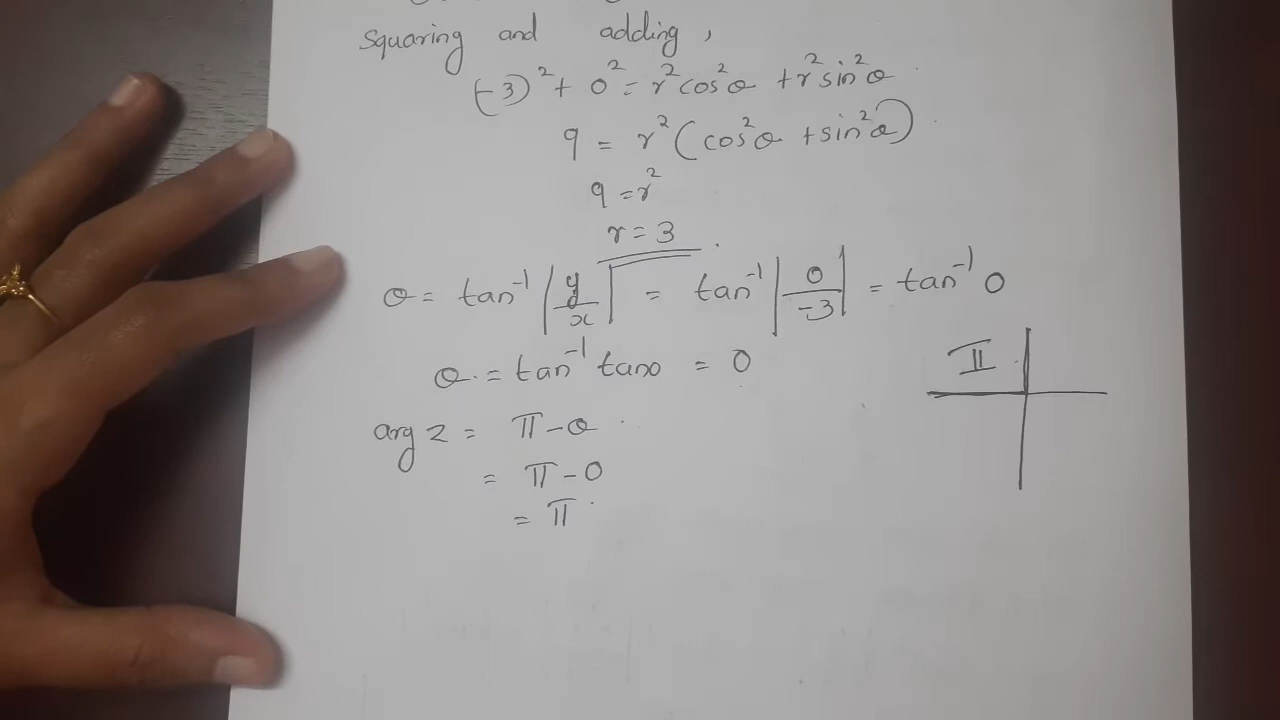 Squaring and adding,
(-3)² + 0² = r²cos²θ + r²sin²θ
9 = r²(cos²θ + sin²θ)
9 = r²
r = 3
θ = tan⁻¹|y/x| = tan⁻¹|0/-3| = tan⁻¹ 0
θ = tan⁻¹ tan0 = 0
II
arg z = π - θ
= π - 0
= π